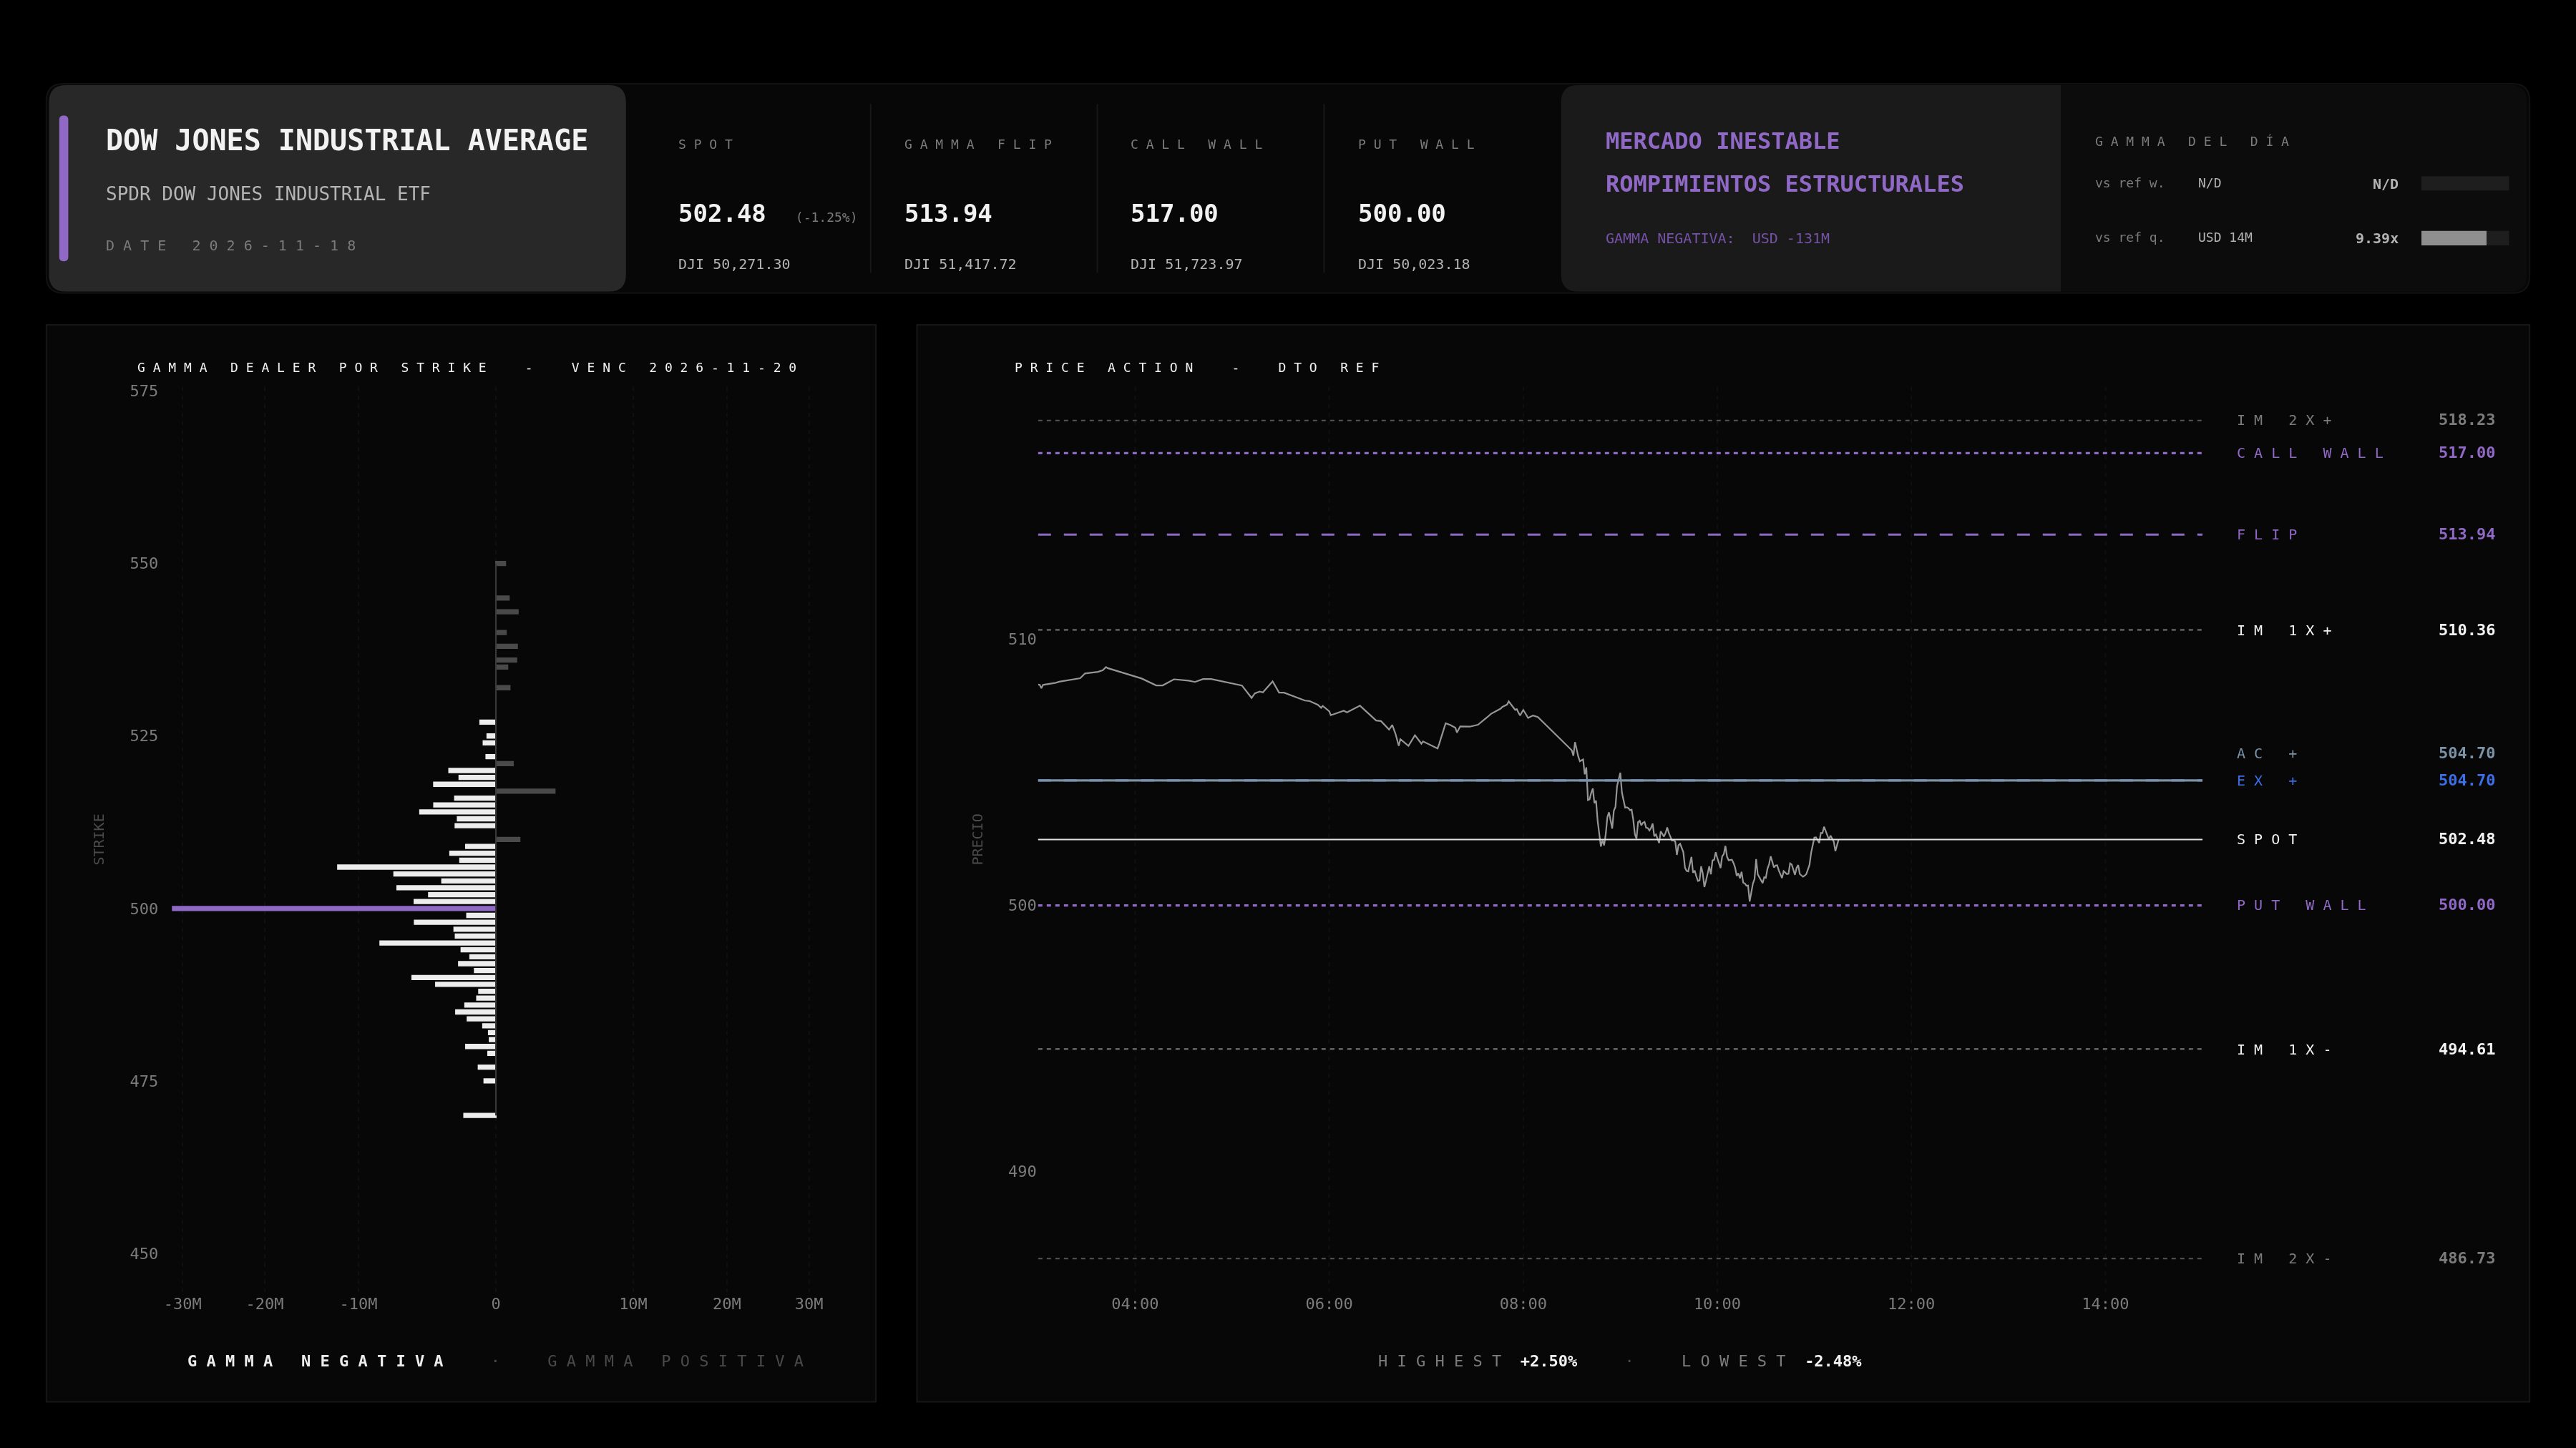 DOW JONES INDUSTRIAL AVERAGE
SPDR DOW JONES INDUSTRIAL ETF
DATE 2026-11-18
SPOT
502.48 (-1.25%)
DJI 50,271.30
GAMMA FLIP
513.94
DJI 51,417.72
CALL WALL
517.00
DJI 51,723.97
PUT WALL
500.00
DJI 50,023.18
MERCADO INESTABLE
ROMPIMIENTOS ESTRUCTURALES
GAMMA NEGATIVA: USD -131M
GAMMA DEL DÍA
vs ref w. N/D N/D
vs ref q. USD 14M 9.39x
GAMMA DEALER POR STRIKE - VENC 2026-11-20
575
550
525
500
475
450
STRIKE
-30M -20M -10M 0 10M 20M 30M
GAMMA NEGATIVA · GAMMA POSITIVA
PRICE ACTION - DTO REF
510
500
490
PRECIO
IM 2X+ 518.23
CALL WALL 517.00
FLIP 513.94
IM 1X+ 510.36
AC + 504.70
EX + 504.70
SPOT 502.48
PUT WALL 500.00
IM 1X- 494.61
IM 2X- 486.73
04:00 06:00 08:00 10:00 12:00 14:00
HIGHEST +2.50% · LOWEST -2.48%